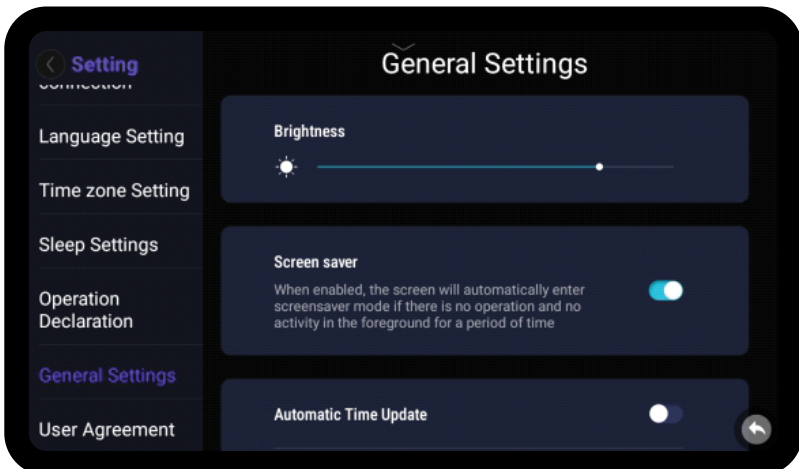 Setting
General Settings
Connection
Language Setting
Time zone Setting
Sleep Settings
Operation
Declaration
General Settings
User Agreement
Brightness
Screen saver
When enabled, the screen will automatically enter
screensaver mode if there is no operation and no
activity in the foreground for a period of time
Automatic Time Update